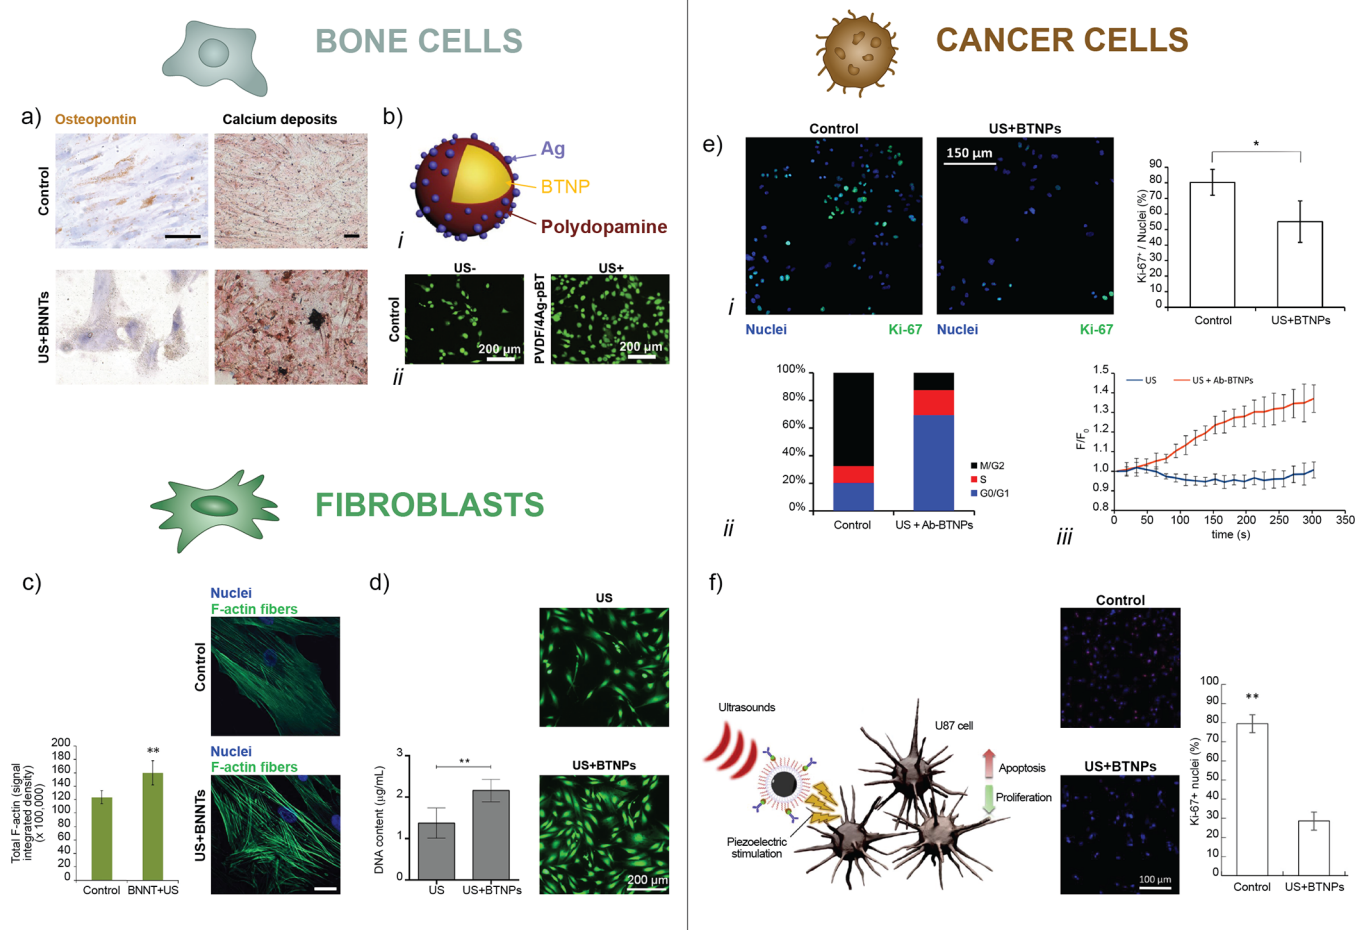 BONE CELLS
a)
Osteopontin
Calcium deposits
Control
US+BNNTs
b)
Ag
BTNP
Polydopamine
i
US-
US+
Control
PVDF/4Ag-pBT
200 µm
200 µm
ii
FIBROBLASTS
c)
Nuclei
F-actin fibers
Control
Nuclei
F-actin fibers
US+BNNTs
Total F-actin (signal
integrated density)
(× 100,000)
200
180
160
140
120
100
80
60
40
20
0
**
Control
BNNT+US
d)
US
US+BTNPs
200 µm
DNA content (µg/mL)
3
2
1
0
**
US
US+BTNPs
CANCER CELLS
e)
Control
US+BTNPs
150 µm
i
Nuclei
Ki-67
Nuclei
Ki-67
Ki-67+ / Nuclei (%)
90
80
70
60
50
40
30
20
80
0
*
Control
US+BTNPs
100%
80%
60%
40%
20%
0%
M/G2
S
G0/G1
Control
US + Ab-BTNPs
ii
US
US + Ab-BTNPs
F/F0
1.5
1.4
1.3
1.2
1.1
1.0
0.9
0.8
0
50
100
150
200
250
300
350
time (s)
iii
f)
Ultrasounds
Piezoelectric
stimulation
U87 cell
Apoptosis
Proliferation
Control
US+BTNPs
100 µm
Ki-67+ nuclei (%)
100
90
80
70
60
50
40
30
20
10
0
**
Control
US+BTNPs